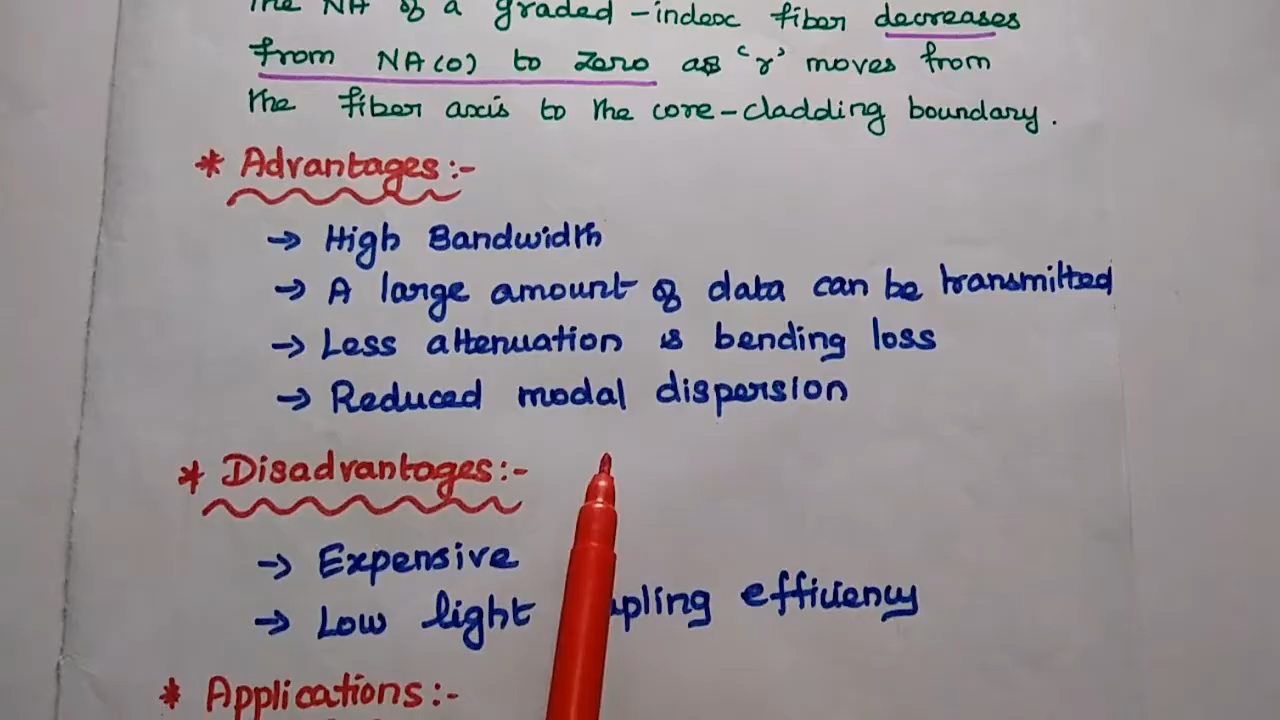 The NA of a graded-index fiber decreases
from NA(0) to zero as 'r' moves from
the fiber axis to the core-cladding boundary.
* Advantages:-
→ High Bandwidth
→ A large amount of data can be transmitted
→ Less attenuation & bending loss
→ Reduced modal dispersion
* Disadvantages:-
→ Expensive
→ Low light upling efficiency
* Applications:-